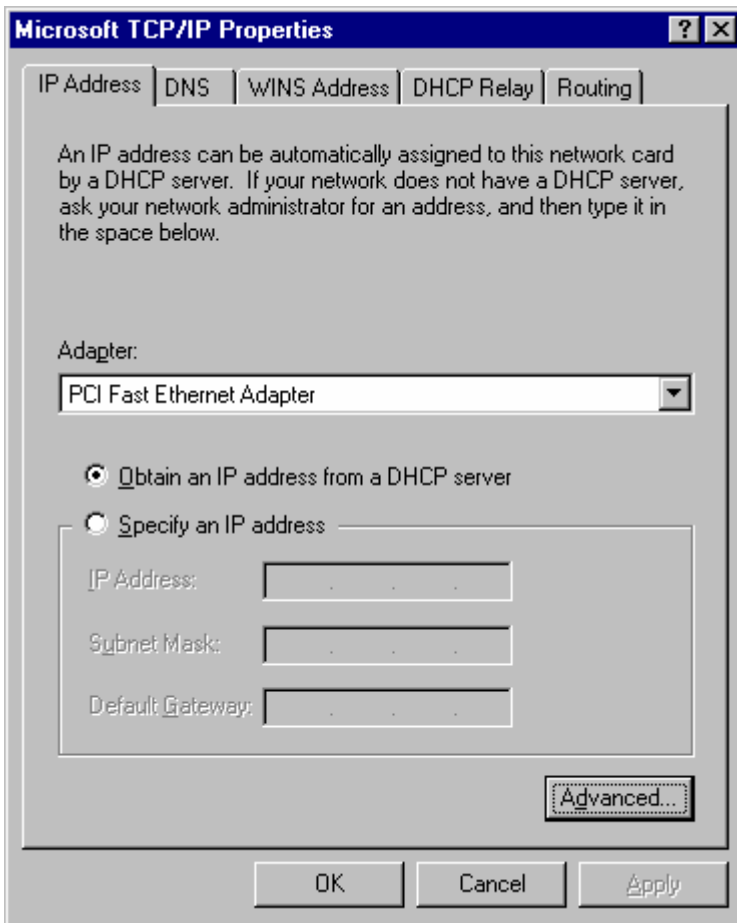 Microsoft TCP/IP Properties
IP Address DNS WINS Address DHCP Relay Routing
An IP address can be automatically assigned to this network card
by a DHCP server. If your network does not have a DHCP server,
ask your network administrator for an address, and then type it in
the space below.
Adapter:
PCI Fast Ethernet Adapter
Obtain an IP address from a DHCP server
Specify an IP address
IP Address: . . .
Subnet Mask: . . .
Default Gateway: . . .
Advanced...
OK Cancel Apply